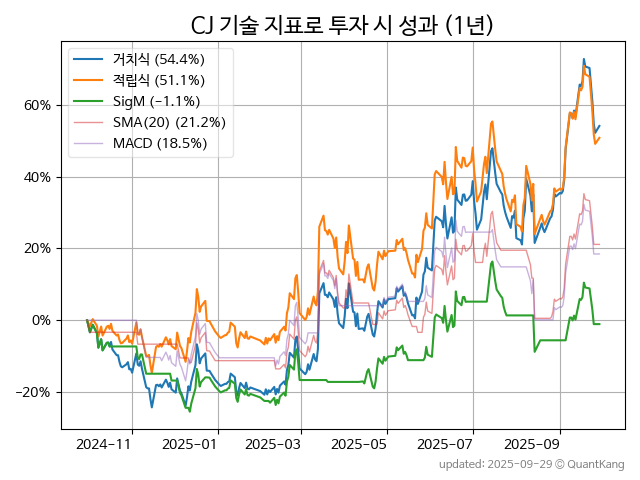 CJ 기술 지표로 투자 시 성과 (1년)
거치식 (54.4%)
적립식 (51.1%)
SigM (−1.1%)
SMA(20) (21.2%)
MACD (18.5%)
60%
40%
20%
0%
−20%
2024−11 2025−01 2025−03 2025−05 2025−07 2025−09
updated: 2025−09−29 © QuantKang